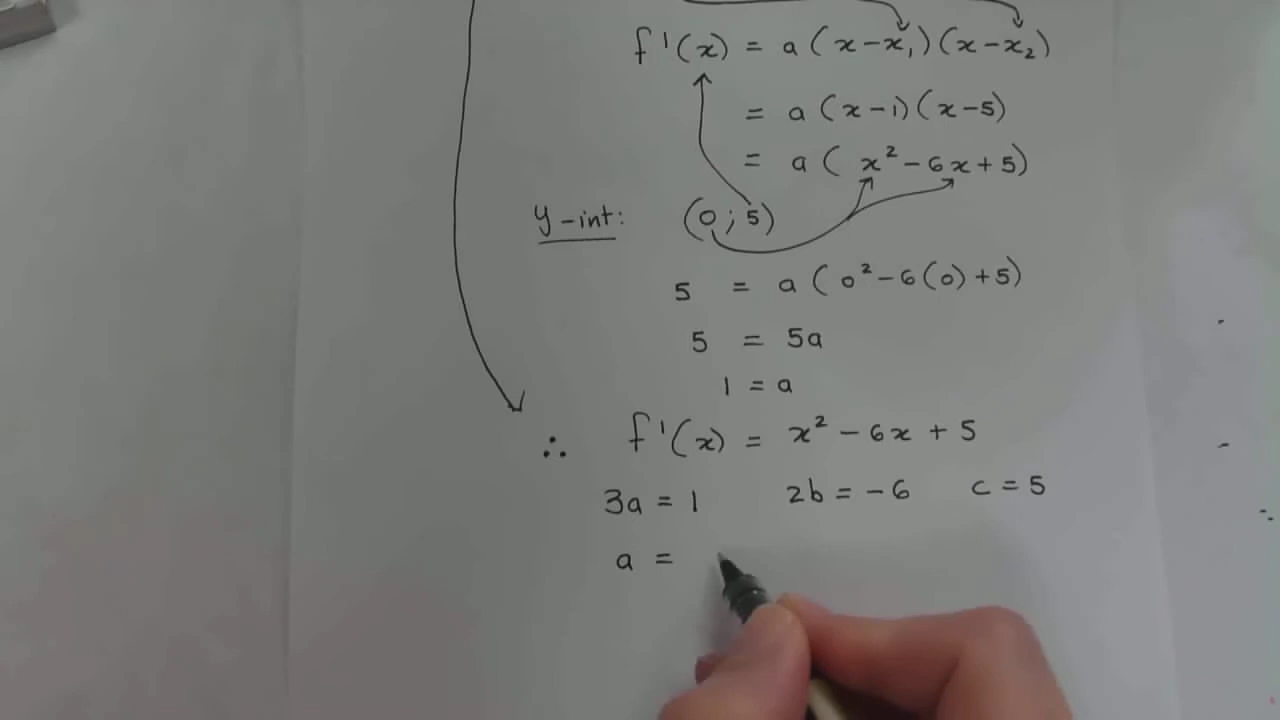 f'(x) = a(x-x₁)(x-x₂)
= a(x-1)(x-5)
= a(x²-6x+5)
y-int: (0;5)
5 = a(0²-6(0)+5)
5 = 5a
1 = a
∴ f'(x) = x² - 6x + 5
3a = 1 2b = -6 c = 5
a =